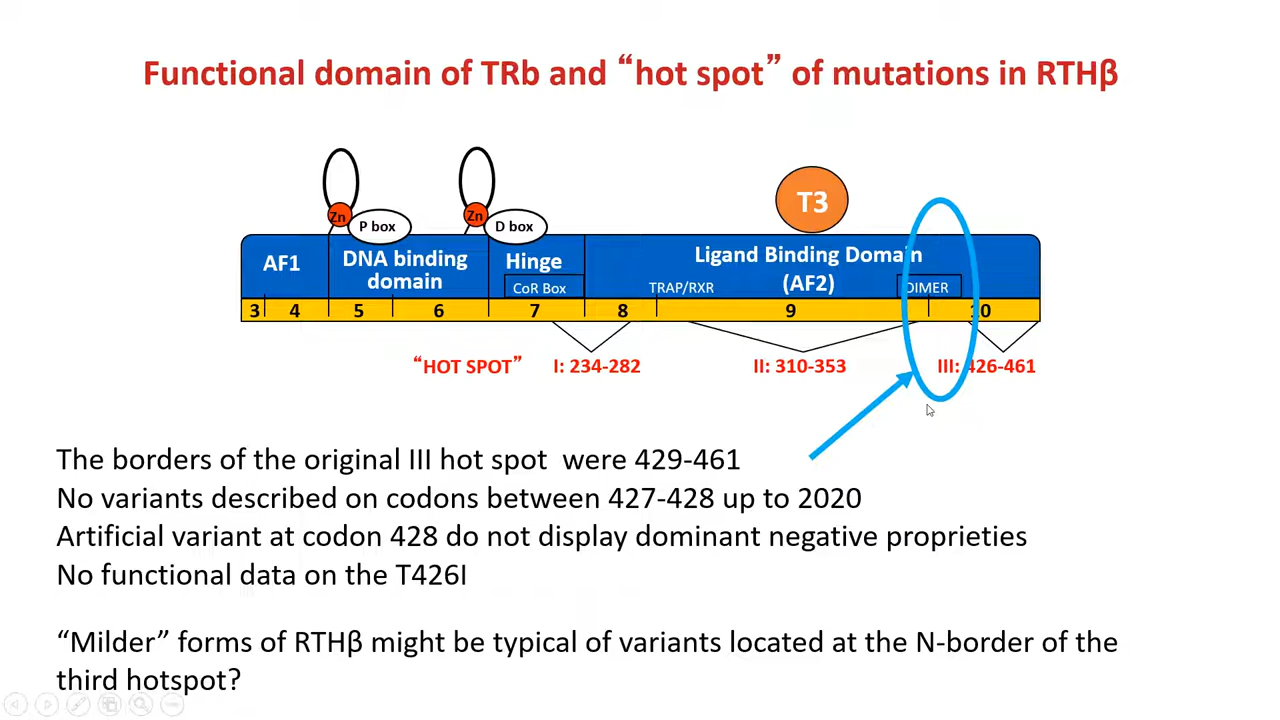 Functional domain of TRb and “hot spot” of mutations in RTHβ
T3
Zn
P box
Zn
D box
AF1
DNA binding
domain
Hinge
CoR Box
Ligand Binding Domain
(AF2)
TRAP/RXR
DIMER
3 4 5 6 7 8 9 10
“HOT SPOT” I: 234-282 II: 310-353 III: 426-461
The borders of the original III hot spot were 429-461
No variants described on codons between 427-428 up to 2020
Artificial variant at codon 428 do not display dominant negative proprieties
No functional data on the T426I
“Milder” forms of RTHβ might be typical of variants located at the N-border of the
third hotspot?